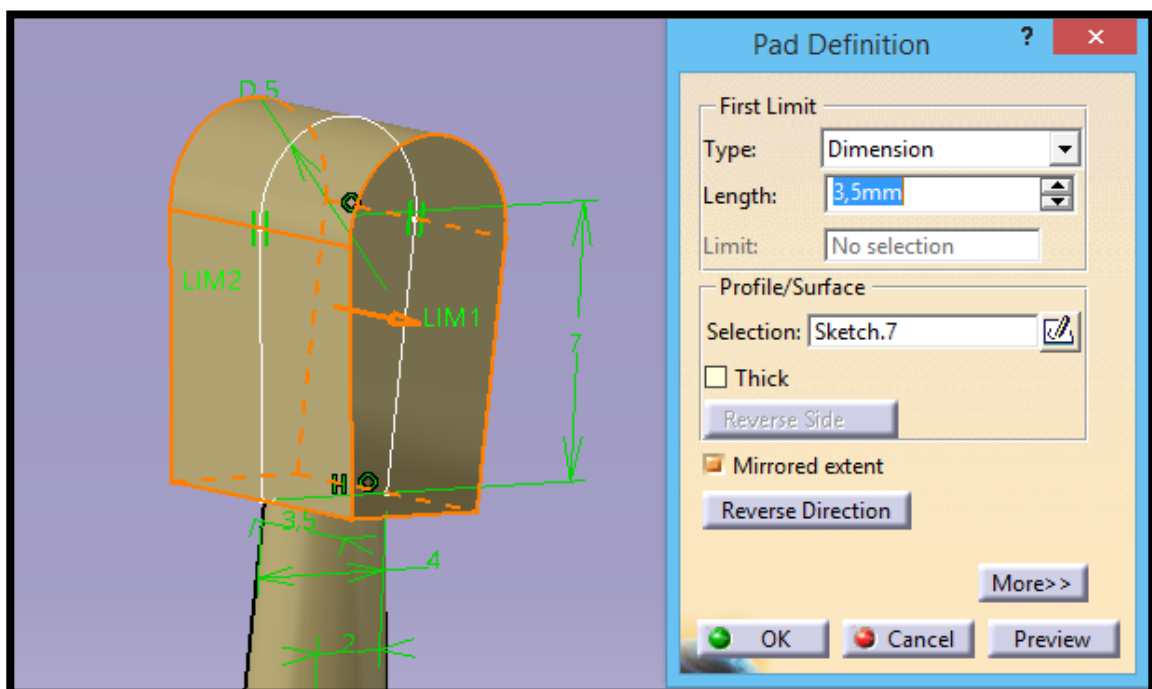 D 5
LIM2
LIM1
7
H
3,5
4
2
Pad Definition
?
First Limit
Type: Dimension
Length: 3,5mm
Limit: No selection
Profile/Surface
Selection: Sketch.7
Thick
Reverse Side
Mirrored extent
Reverse Direction
More>>
OK Cancel Preview